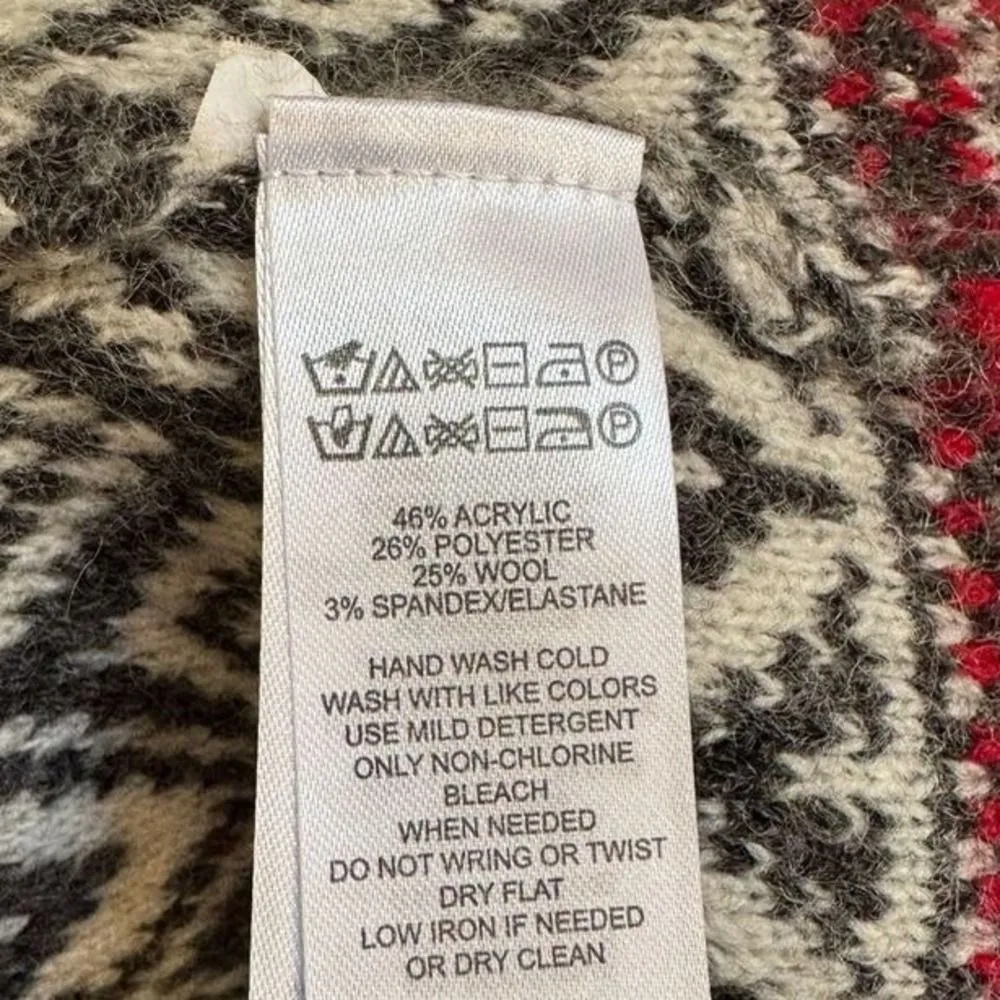 P
P
46% ACRYLIC
26% POLYESTER
25% WOOL
3% SPANDEX/ELASTANE
HAND WASH COLD
WASH WITH LIKE COLORS
USE MILD DETERGENT
ONLY NON-CHLORINE
BLEACH
WHEN NEEDED
DO NOT WRING OR TWIST
DRY FLAT
LOW IRON IF NEEDED
OR DRY CLEAN